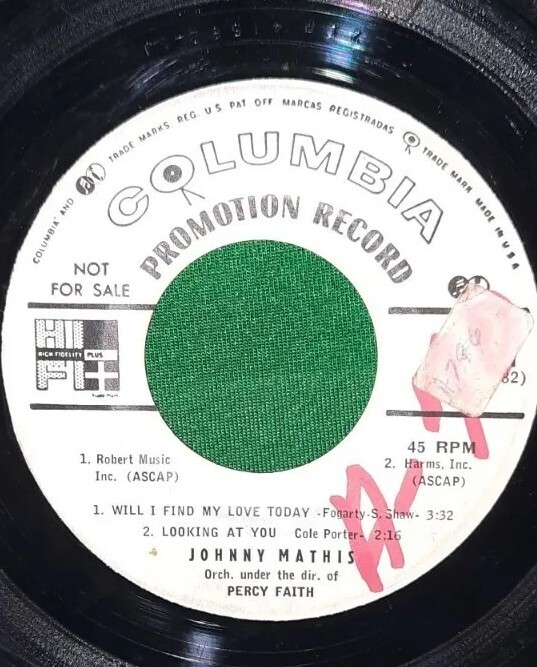 "COLUMBIA" AND TRADE MARKS. REG. U S PAT OFF MARCAS REGISTRADAS TRADE MARK MADE IN U S A
COLUMBIA
PROMOTION RECORD
NOT
FOR SALE
HI
HIGH FIDELITY PLUS
FI+
82)
45 RPM
1. Robert Music
Inc. (ASCAP)
2. Harms, Inc.
(ASCAP)
1. WILL I FIND MY LOVE TODAY -Fogarty-S. Shaw- 3:32
2. LOOKING AT YOU Cole Porter- 2:16
JOHNNY MATHIS
Orch. under the dir. of
PERCY FAITH